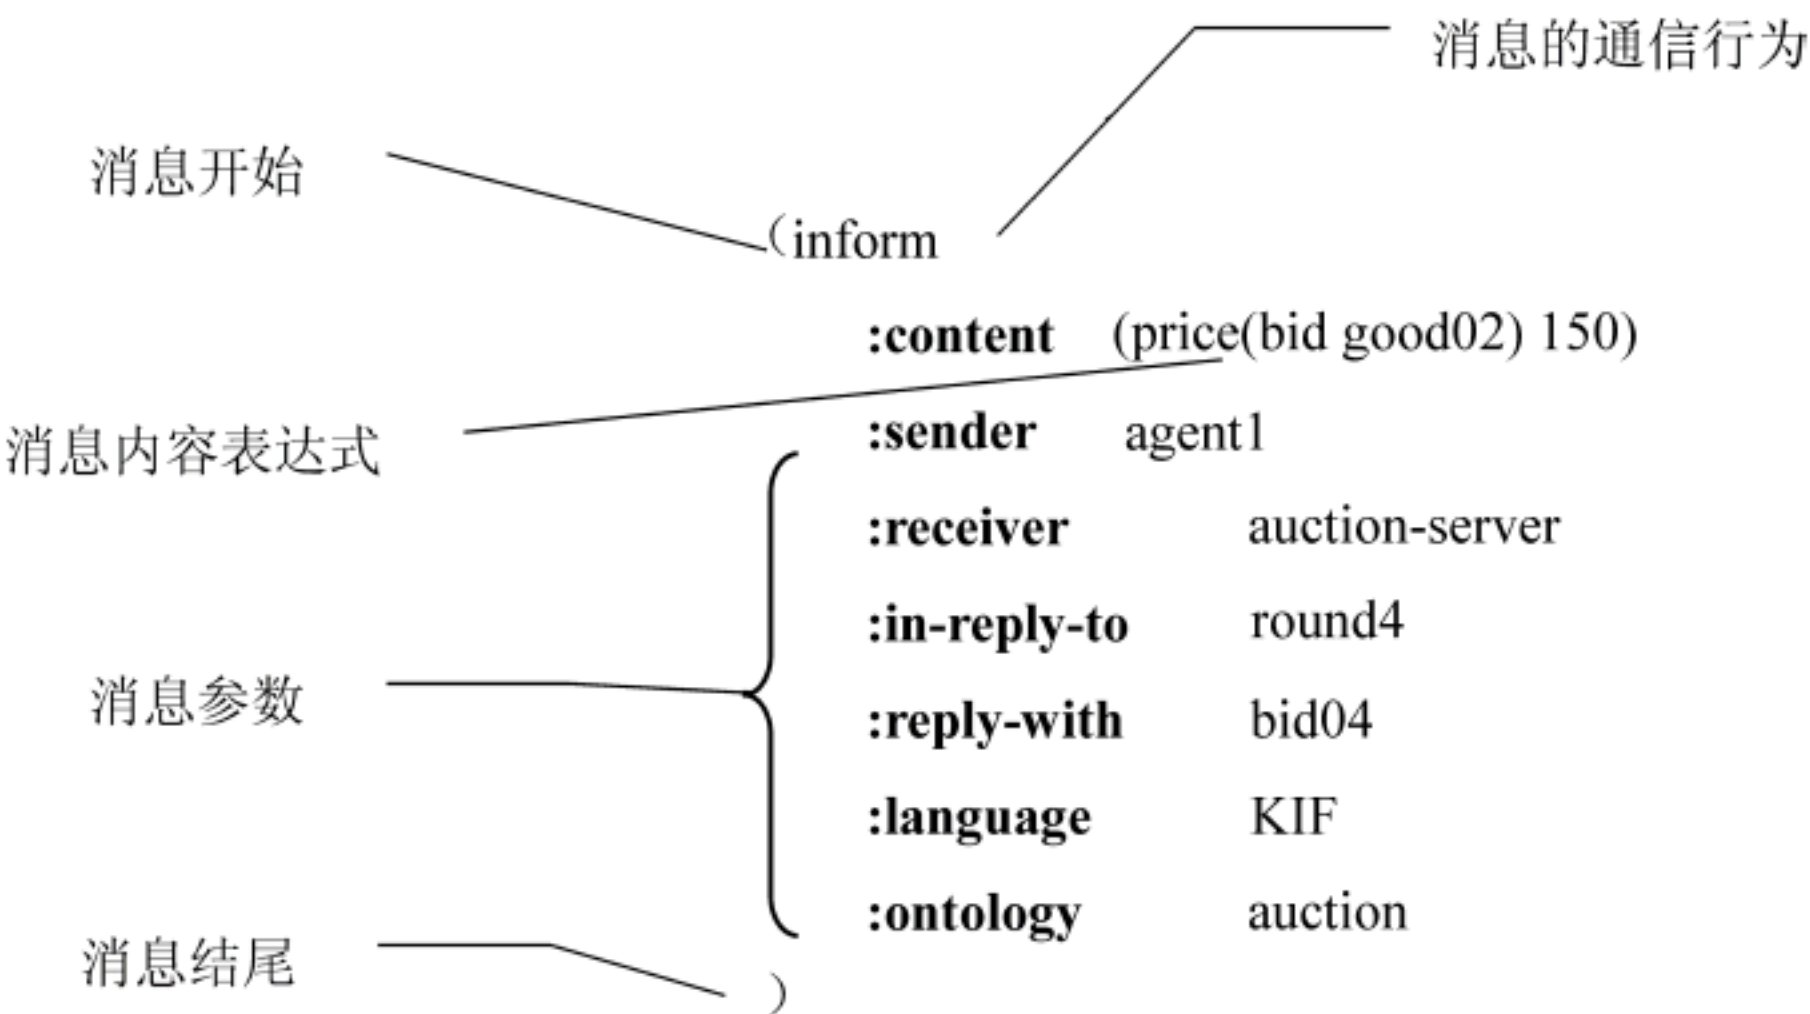 消息的通信行为
消息开始
（inform
:content (price(bid good02) 150)
消息内容表达式
:sender agent1
:receiver auction-server
:in-reply-to round4
消息参数
:reply-with bid04
:language KIF
:ontology auction
消息结尾
）